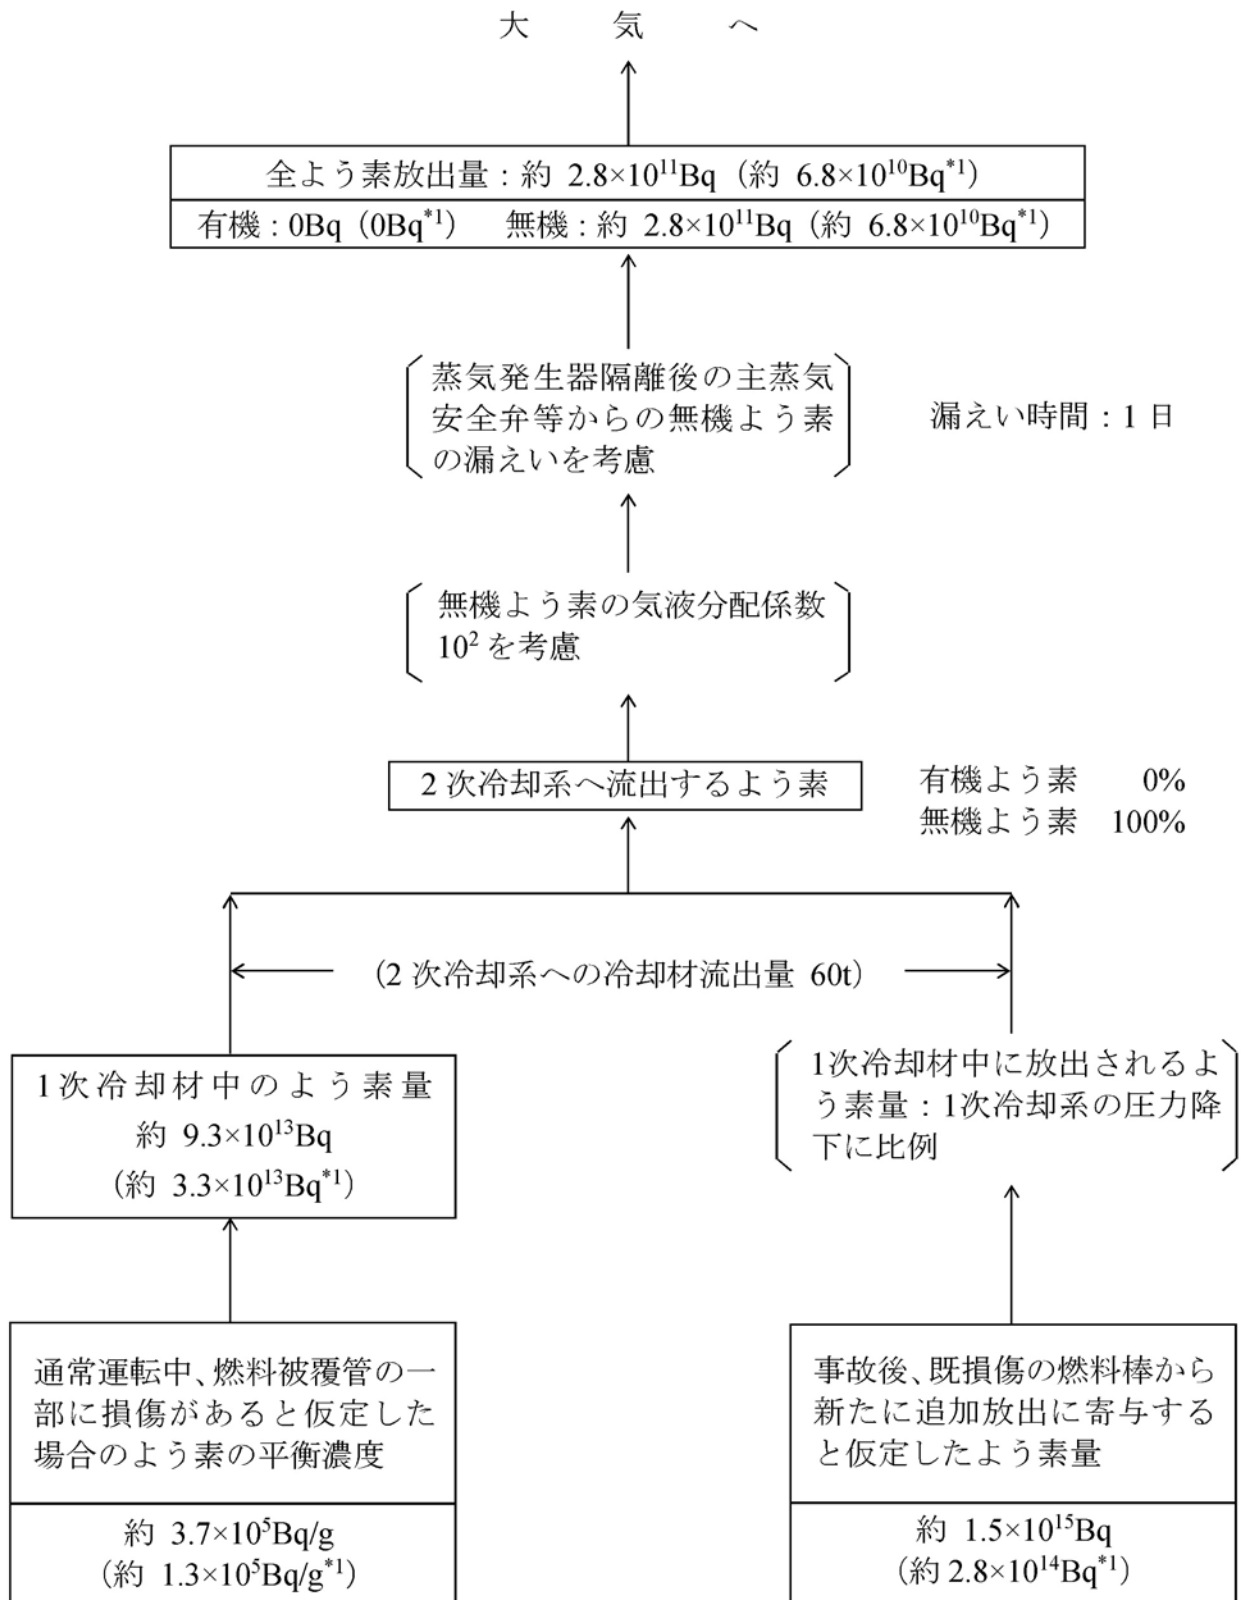 大　気　へ
全よう素放出量：約 2.8×10¹¹Bq（約 6.8×10¹⁰Bq*¹）
有機：0Bq（0Bq*¹）　無機：約 2.8×10¹¹Bq（約 6.8×10¹⁰Bq*¹）
蒸気発生器隔離後の主蒸気
安全弁等からの無機よう素
の漏えいを考慮
漏えい時間：1 日
無機よう素の気液分配係数
10² を考慮
2 次冷却系へ流出するよう素
有機よう素　0%
無機よう素　100%
（2 次冷却系への冷却材流出量 60t）
1次冷却材中のよう素量
約 9.3×10¹³Bq
（約 3.3×10¹³Bq*¹）
1次冷却材中に放出されるよ
う素量：1次冷却系の圧力降
下に比例
通常運転中、燃料被覆管の一
部に損傷があると仮定した
場合のよう素の平衡濃度
約 3.7×10⁵Bq/g
（約 1.3×10⁵Bq/g*¹）
事故後、既損傷の燃料棒から
新たに追加放出に寄与する
と仮定したよう素量
約 1.5×10¹⁵Bq
（約 2.8×10¹⁴Bq*¹）